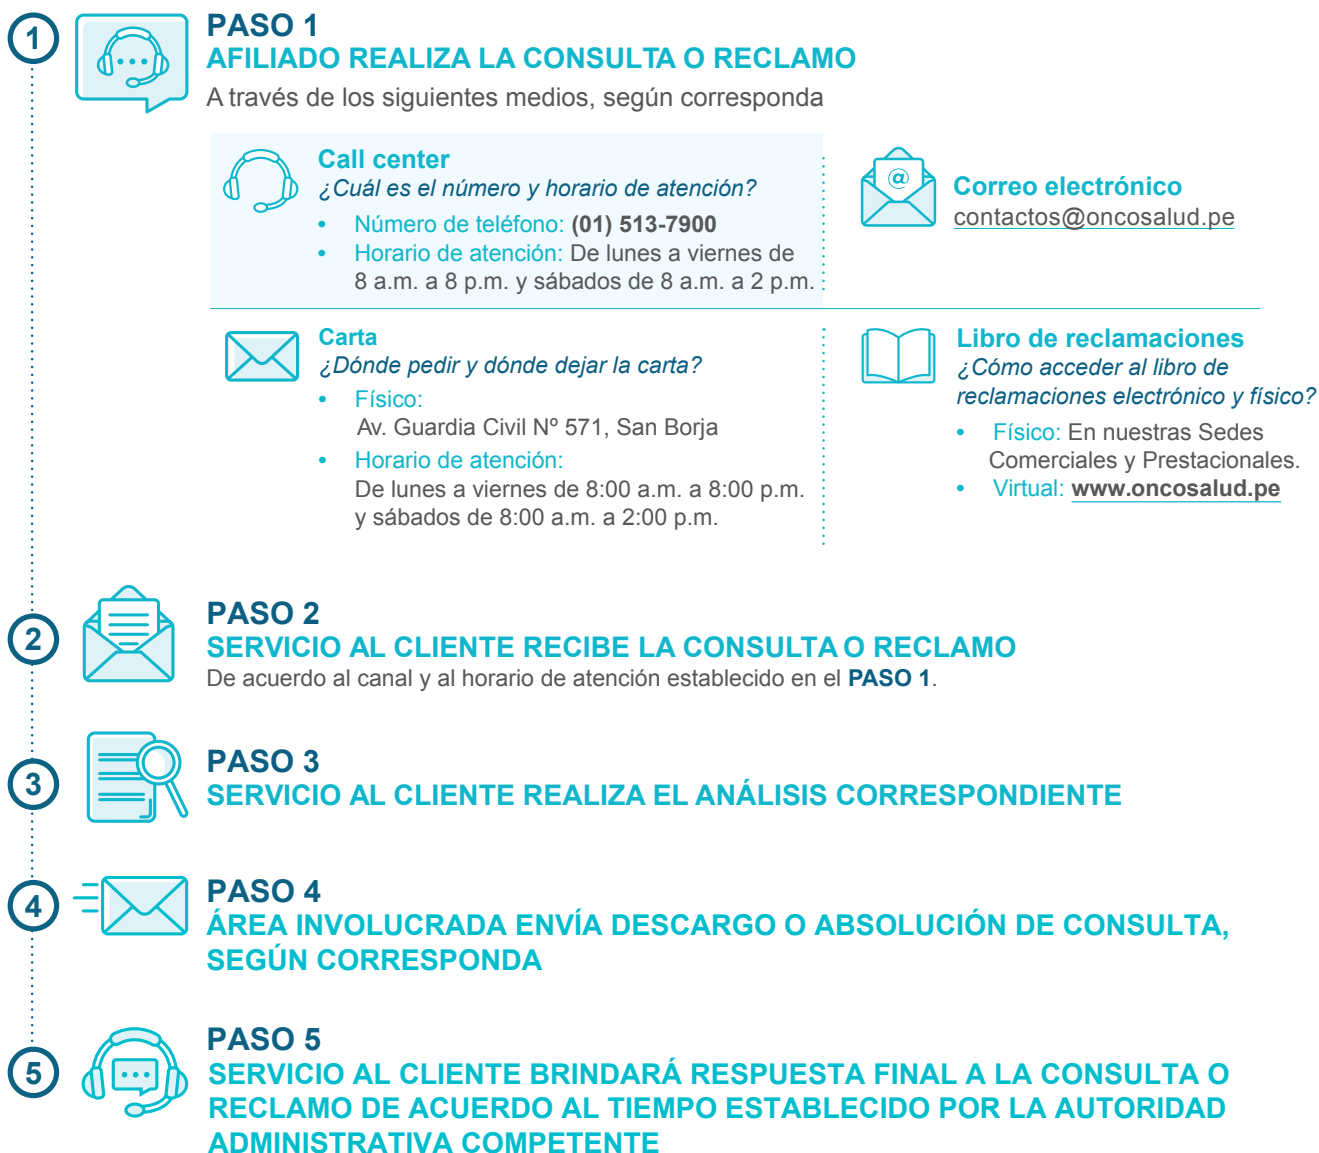 1
PASO 1
AFILIADO REALIZA LA CONSULTA O RECLAMO
A través de los siguientes medios, según corresponda
Call center
¿Cuál es el número y horario de atención?
• Número de teléfono: (01) 513-7900
• Horario de atención: De lunes a viernes de
8 a.m. a 8 p.m. y sábados de 8 a.m. a 2 p.m.
@
Correo electrónico
contactos@oncosalud.pe
Carta
¿Dónde pedir y dónde dejar la carta?
• Físico:
Av. Guardia Civil Nº 571, San Borja
• Horario de atención:
De lunes a viernes de 8:00 a.m. a 8:00 p.m.
y sábados de 8:00 a.m. a 2:00 p.m.
Libro de reclamaciones
¿Cómo acceder al libro de
reclamaciones electrónico y físico?
• Físico: En nuestras Sedes
Comerciales y Prestacionales.
• Virtual: www.oncosalud.pe
2
PASO 2
SERVICIO AL CLIENTE RECIBE LA CONSULTA O RECLAMO
De acuerdo al canal y al horario de atención establecido en el PASO 1.
3
PASO 3
SERVICIO AL CLIENTE REALIZA EL ANÁLISIS CORRESPONDIENTE
4
PASO 4
ÁREA INVOLUCRADA ENVÍA DESCARGO O ABSOLUCIÓN DE CONSULTA,
SEGÚN CORRESPONDA
5
PASO 5
SERVICIO AL CLIENTE BRINDARÁ RESPUESTA FINAL A LA CONSULTA O
RECLAMO DE ACUERDO AL TIEMPO ESTABLECIDO POR LA AUTORIDAD
ADMINISTRATIVA COMPETENTE